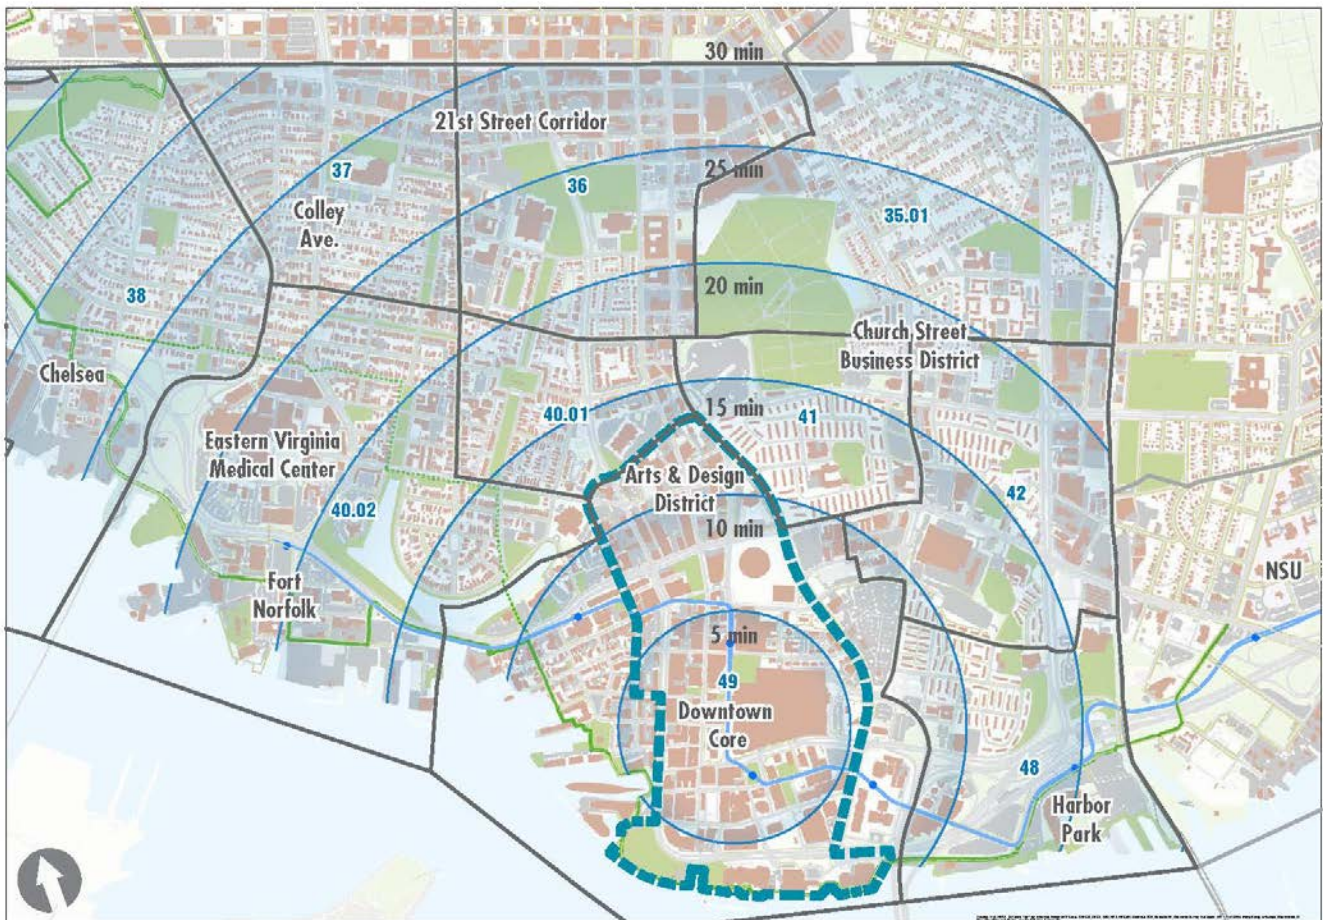 30 min
21st Street Corridor
25 min
37
36
Colley
Ave.
35.01
20 min
38
Church Street
Business District
Chelsea
15 min
40.01
41
Eastern Virginia
Medical Center
Arts & Design
District
42
40.02
10 min
Fort
Norfolk
NSU
5 min
49
Downtown
Core
48
Harbor
Park